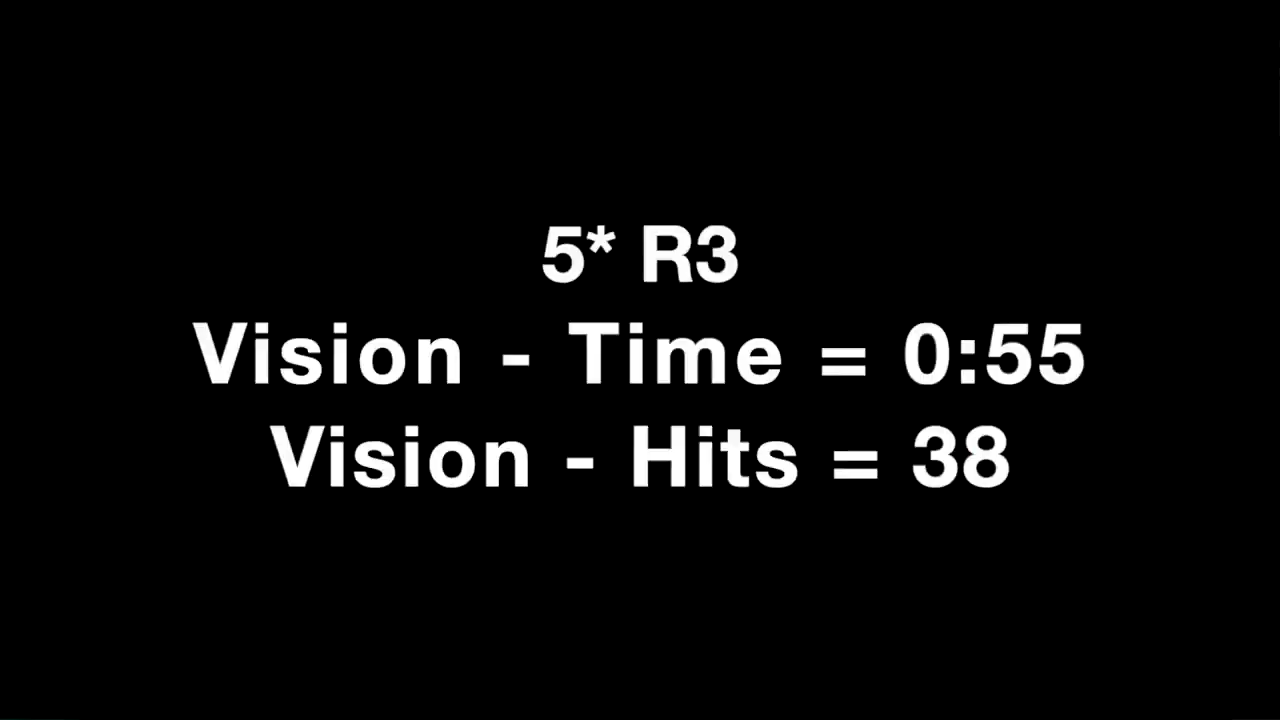 5* R3
Vision - Time = 0:55
Vision - Hits = 38